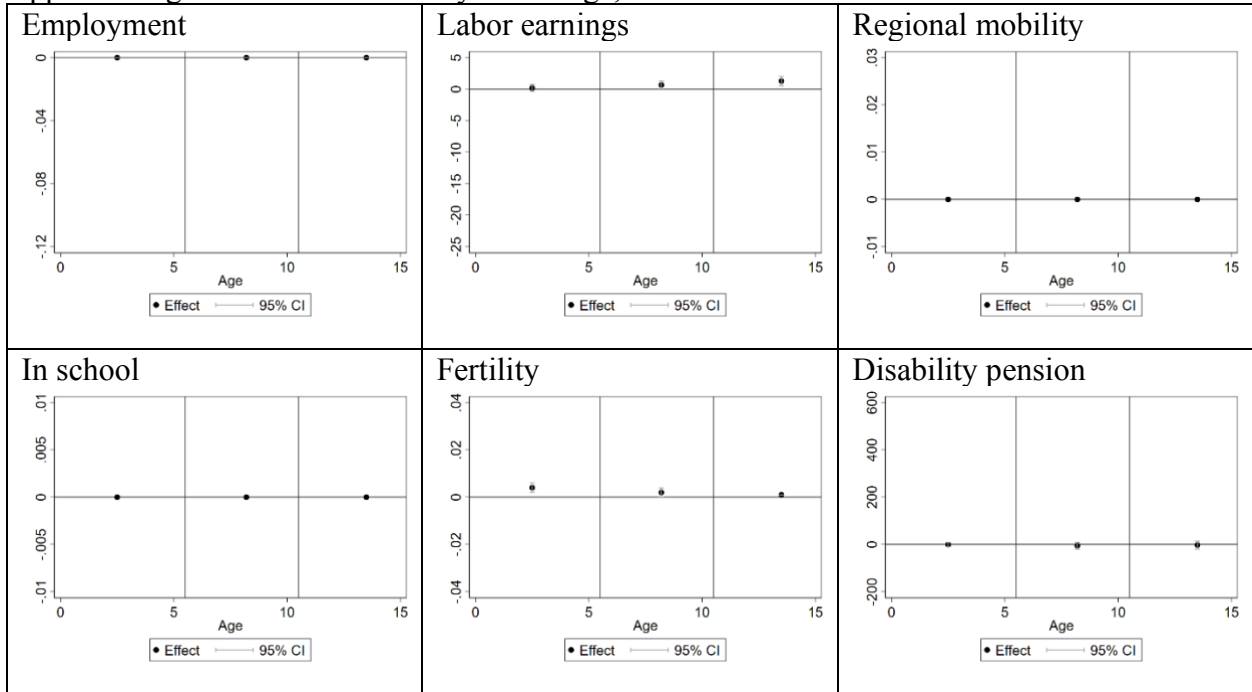 Employment
0
-.04
-.08
-.12
0 5 10 15
Age
Effect 95% CI
Labor earnings
5
0
-5
-10
-15
-20
-25
0 5 10 15
Age
Effect 95% CI
Regional mobility
.03
.02
.01
0
-.01
0 5 10 15
Age
Effect 95% CI
In school
.01
.005
0
-.005
-.01
0 5 10 15
Age
Effect 95% CI
Fertility
.04
.02
0
-.02
-.04
0 5 10 15
Age
Effect 95% CI
Disability pension
600
400
200
0
-200
0 5 10 15
Age
Effect 95% CI